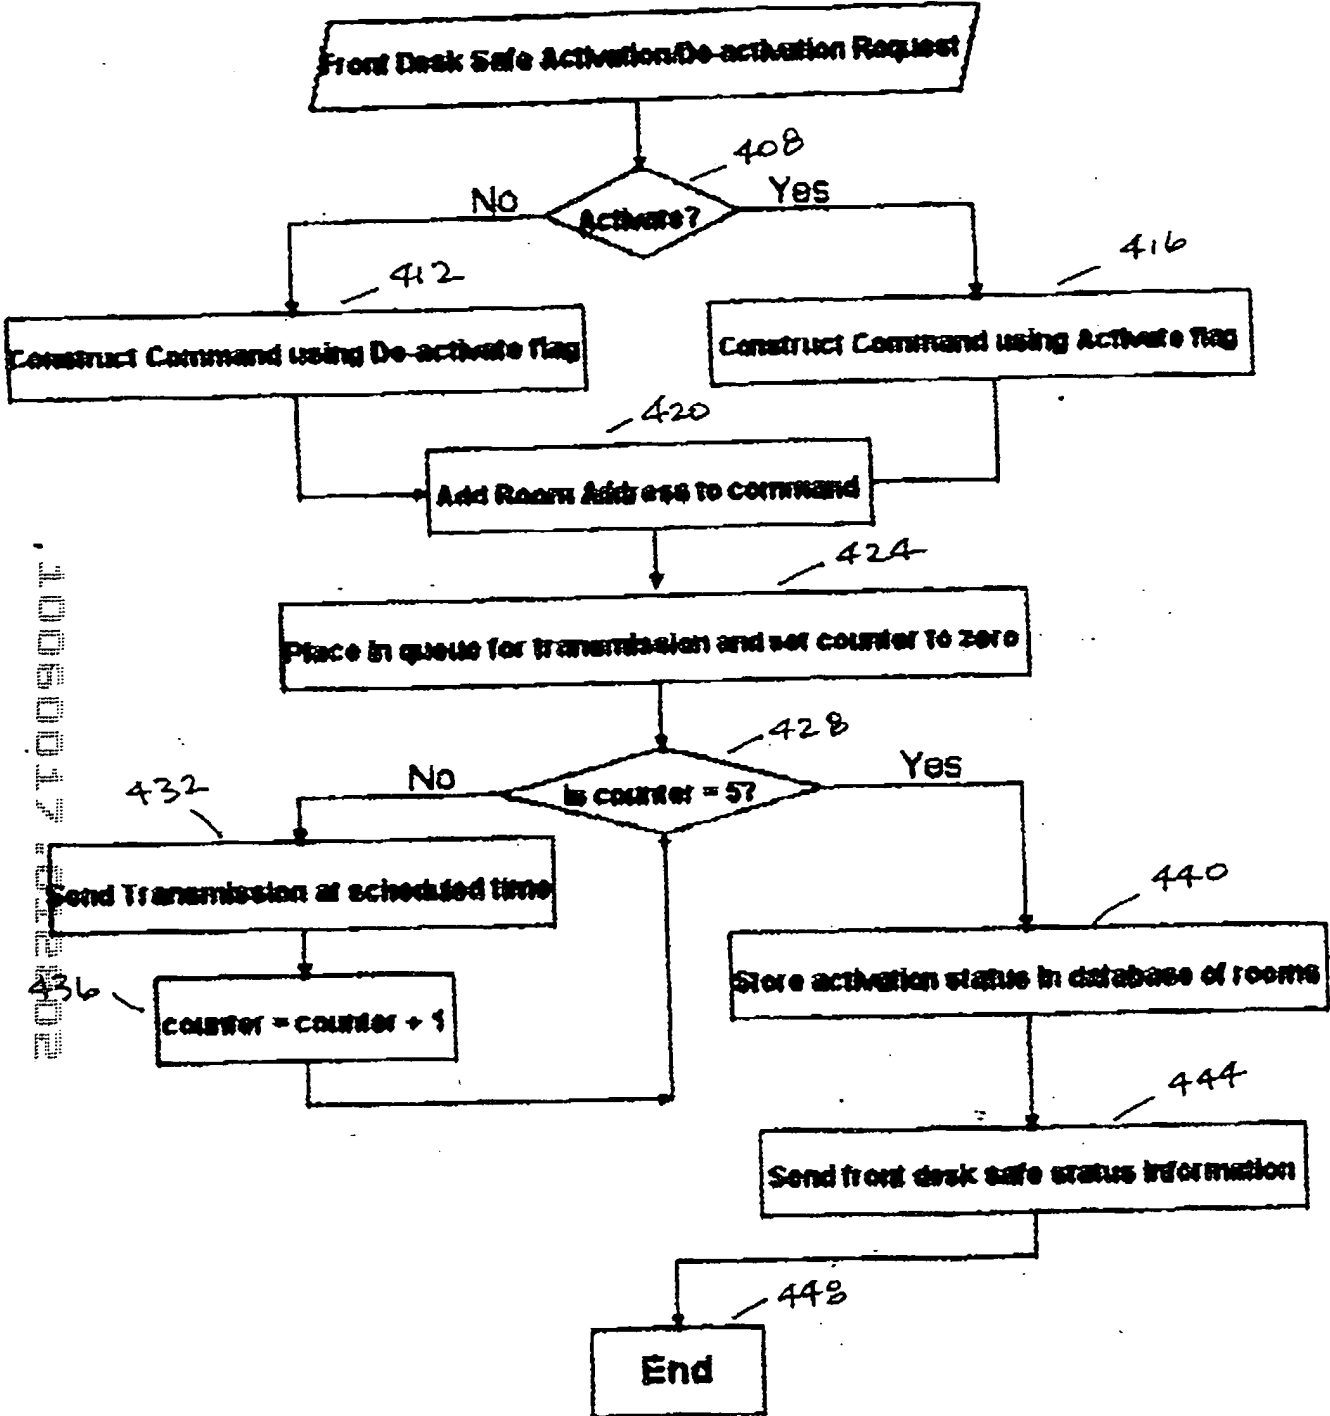 Front Desk Safe Activation/De-activation Request
408
No
Yes
Activate?
412
416
Construct Command using De-activate flag
Construct Command using Activate flag
420
Add Room Address to command
424
Place in queue for transmission and set counter to zero
428
No
Yes
Is counter = 5?
432
Send Transmission at scheduled time
440
Store activation status in database of rooms
436
counter = counter + 1
444
Send front desk safe status information
448
End